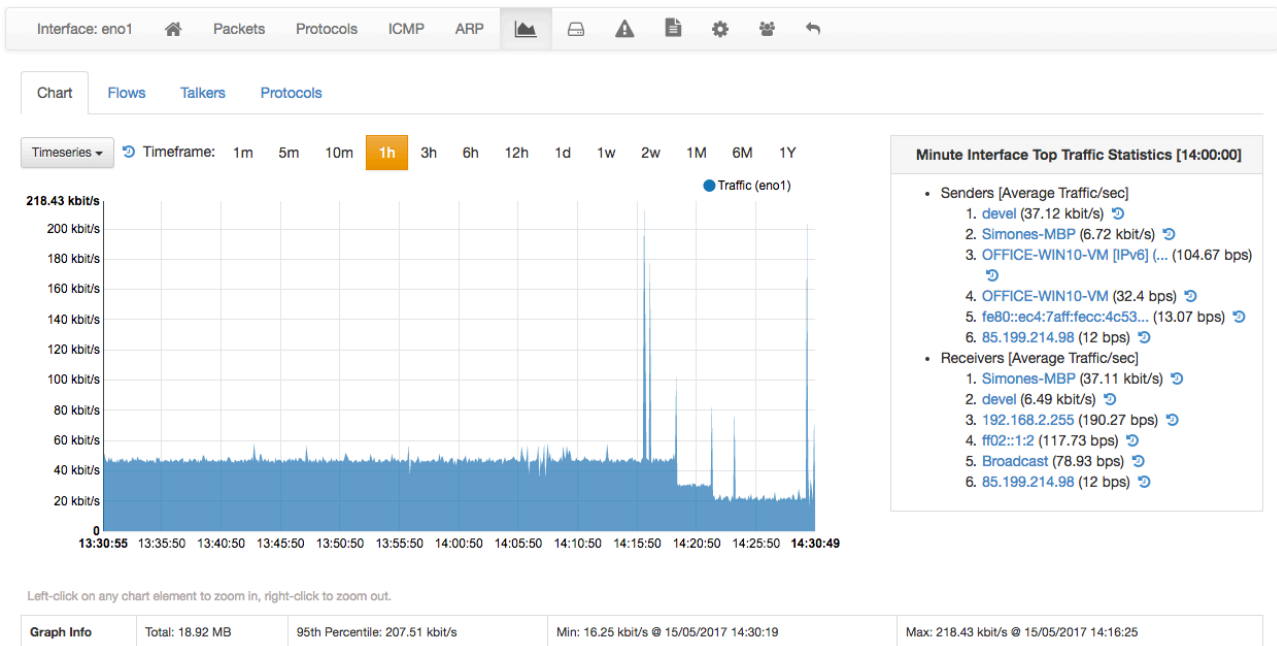 Interface: eno1 Packets Protocols ICMP ARP
Chart Flows Talkers Protocols
Timeseries Timeframe: 1m 5m 10m 1h 3h 6h 12h 1d 1w 2w 1M 6M 1Y
Traffic (eno1)
218.43 kbit/s
200 kbit/s
180 kbit/s
160 kbit/s
140 kbit/s
120 kbit/s
100 kbit/s
80 kbit/s
60 kbit/s
40 kbit/s
20 kbit/s
0
13:30:55 13:35:50 13:40:50 13:45:50 13:50:50 13:55:50 14:00:50 14:05:50 14:10:50 14:15:50 14:20:50 14:25:50 14:30:49
Minute Interface Top Traffic Statistics [14:00:00]
• Senders [Average Traffic/sec]
1. devel (37.12 kbit/s)
2. Simones-MBP (6.72 kbit/s)
3. OFFICE-WIN10-VM [IPv6] (... (104.67 bps)
4. OFFICE-WIN10-VM (32.4 bps)
5. fe80::ec4:7aff:fecc:4c53... (13.07 bps)
6. 85.199.214.98 (12 bps)
• Receivers [Average Traffic/sec]
1. Simones-MBP (37.11 kbit/s)
2. devel (6.49 kbit/s)
3. 192.168.2.255 (190.27 bps)
4. ff02::1:2 (117.73 bps)
5. Broadcast (78.93 bps)
6. 85.199.214.98 (12 bps)
Left-click on any chart element to zoom in, right-click to zoom out.
Graph Info Total: 18.92 MB 95th Percentile: 207.51 kbit/s Min: 16.25 kbit/s @ 15/05/2017 14:30:19 Max: 218.43 kbit/s @ 15/05/2017 14:16:25